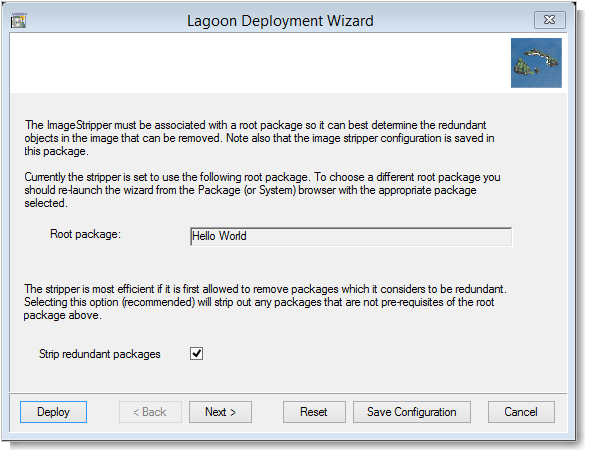 Lagoon Deployment Wizard
The ImageStripper must be associated with a root package so it can best determine the redundant
objects in the image that can be removed. Note also that the image stripper configuration is saved in
this package.
Currently the stripper is set to use the following root package. To choose a different root package you
should re-launch the wizard from the Package (or System) browser with the appropriate package
selected.
Root package: Hello World
The stripper is most efficient if it is first allowed to remove packages which it considers to be redundant.
Selecting this option (recommended) will strip out any packages that are not pre-requisites of the root
package above.
Strip redundant packages
Deploy < Back Next > Reset Save Configuration Cancel